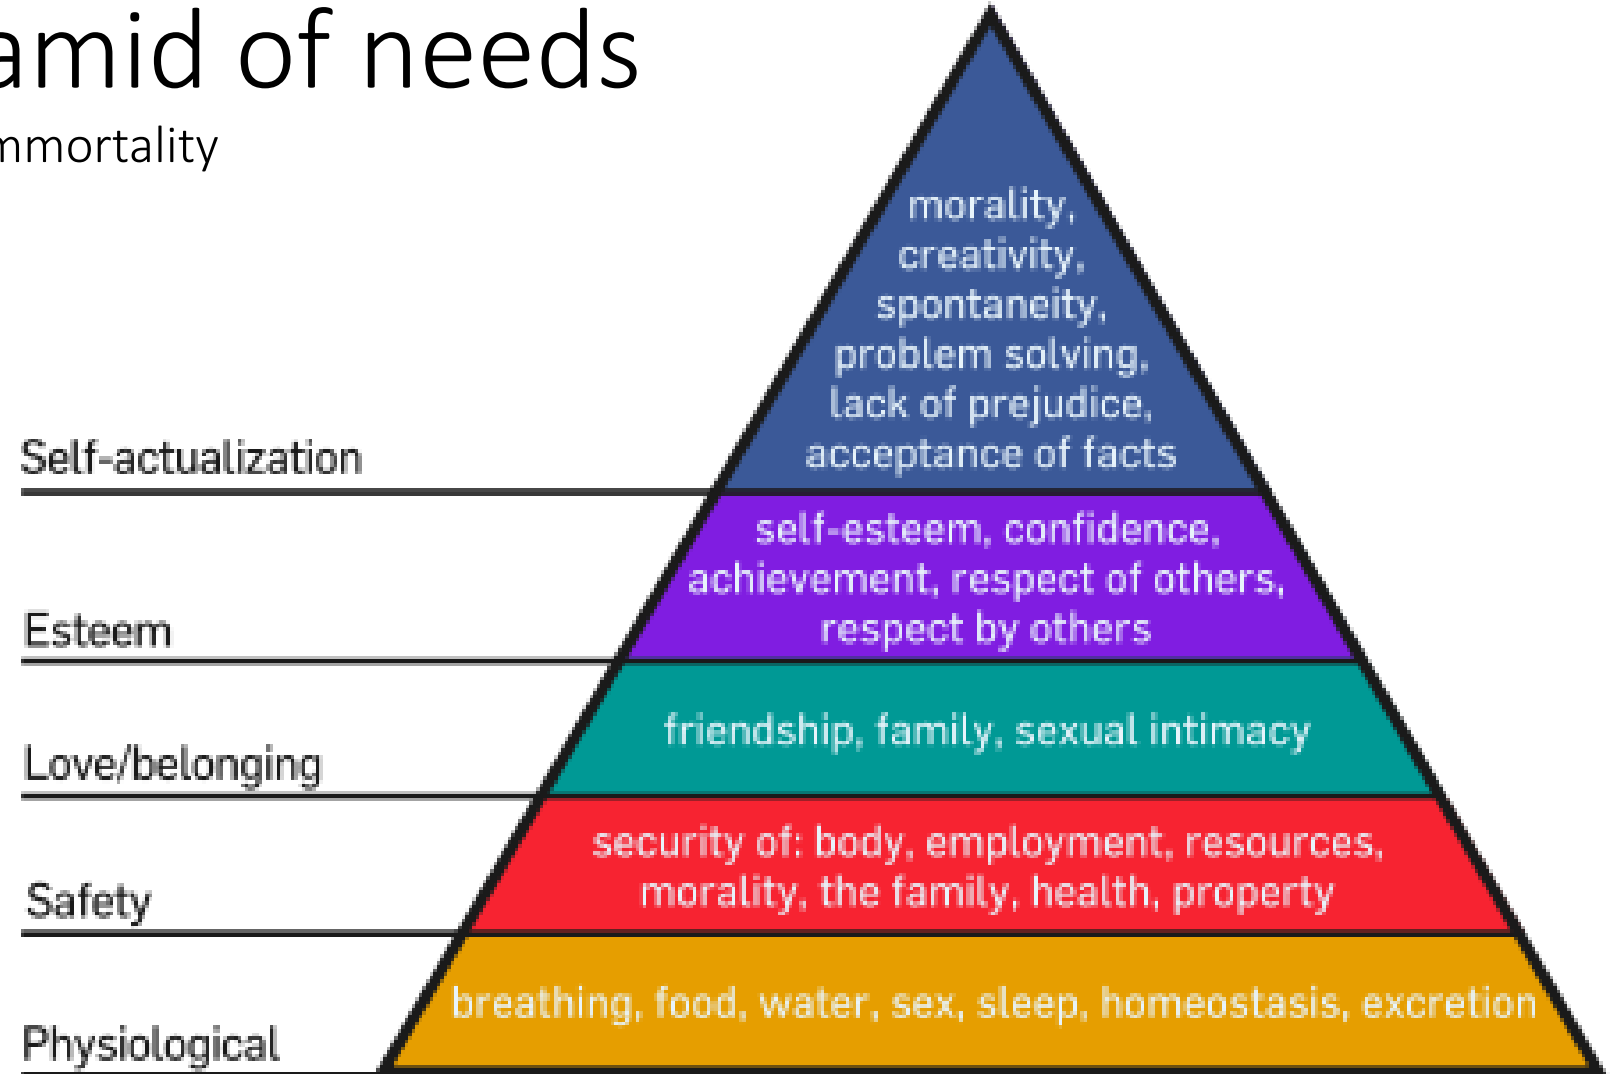 amid of needs
mmortality
morality,
creativity,
spontaneity,
problem solving,
lack of prejudice,
acceptance of facts
Self-actualization
self-esteem, confidence,
achievement, respect of others,
respect by others
Esteem
friendship, family, sexual intimacy
Love/belonging
security of: body, employment, resources,
morality, the family, health, property
Safety
breathing, food, water, sex, sleep, homeostasis, excretion
Physiological